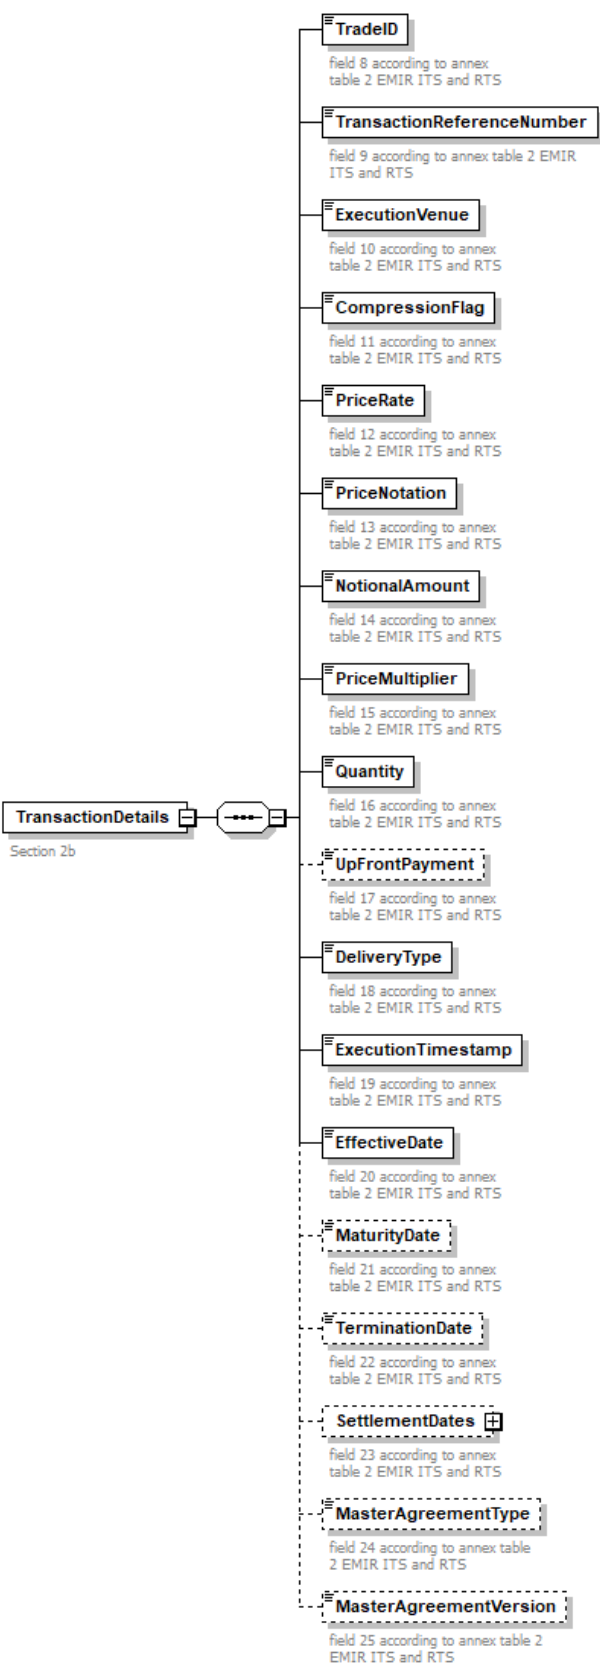 TradeID
field 8 according to annex
table 2 EMIR ITS and RTS
TransactionReferenceNumber
field 9 according to annex table 2 EMIR
ITS and RTS
ExecutionVenue
field 10 according to annex
table 2 EMIR ITS and RTS
CompressionFlag
field 11 according to annex
table 2 EMIR ITS and RTS
PriceRate
field 12 according to annex
table 2 EMIR ITS and RTS
PriceNotation
field 13 according to annex
table 2 EMIR ITS and RTS
NotionalAmount
field 14 according to annex
table 2 EMIR ITS and RTS
PriceMultiplier
field 15 according to annex
table 2 EMIR ITS and RTS
Quantity
field 16 according to annex
table 2 EMIR ITS and RTS
TransactionDetails
Section 2b
UpFrontPayment
field 17 according to annex
table 2 EMIR ITS and RTS
DeliveryType
field 18 according to annex
table 2 EMIR ITS and RTS
ExecutionTimestamp
field 19 according to annex
table 2 EMIR ITS and RTS
EffectiveDate
field 20 according to annex
table 2 EMIR ITS and RTS
MaturityDate
field 21 according to annex
table 2 EMIR ITS and RTS
TerminationDate
field 22 according to annex
table 2 EMIR ITS and RTS
SettlementDates
field 23 according to annex
table 2 EMIR ITS and RTS
MasterAgreementType
field 24 according to annex table
2 EMIR ITS and RTS
MasterAgreementVersion
field 25 according to annex table 2
EMIR ITS and RTS